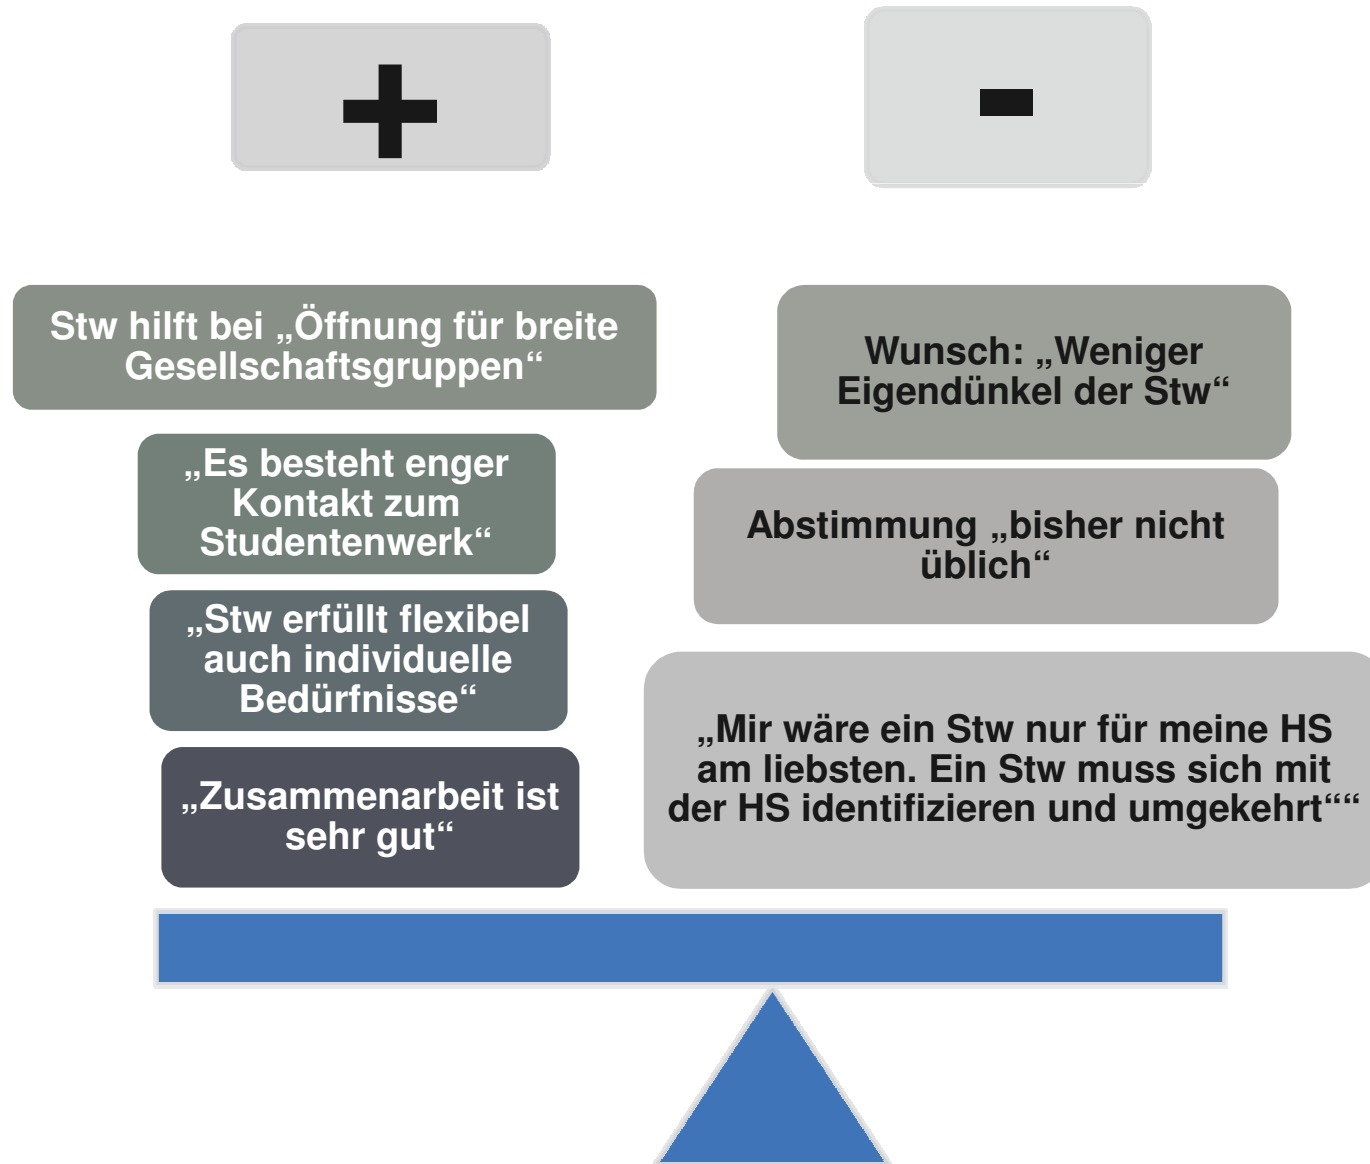 +
-
Stw hilft bei „Öffnung für breite
Gesellschaftsgruppen“
„Es besteht enger
Kontakt zum
Studentenwerk“
„Stw erfüllt flexibel
auch individuelle
Bedürfnisse“
„Zusammenarbeit ist
sehr gut“
Wunsch: „Weniger
Eigendünkel der Stw“
Abstimmung „bisher nicht
üblich“
„Mir wäre ein Stw nur für meine HS
am liebsten. Ein Stw muss sich mit
der HS identifizieren und umgekehrt““